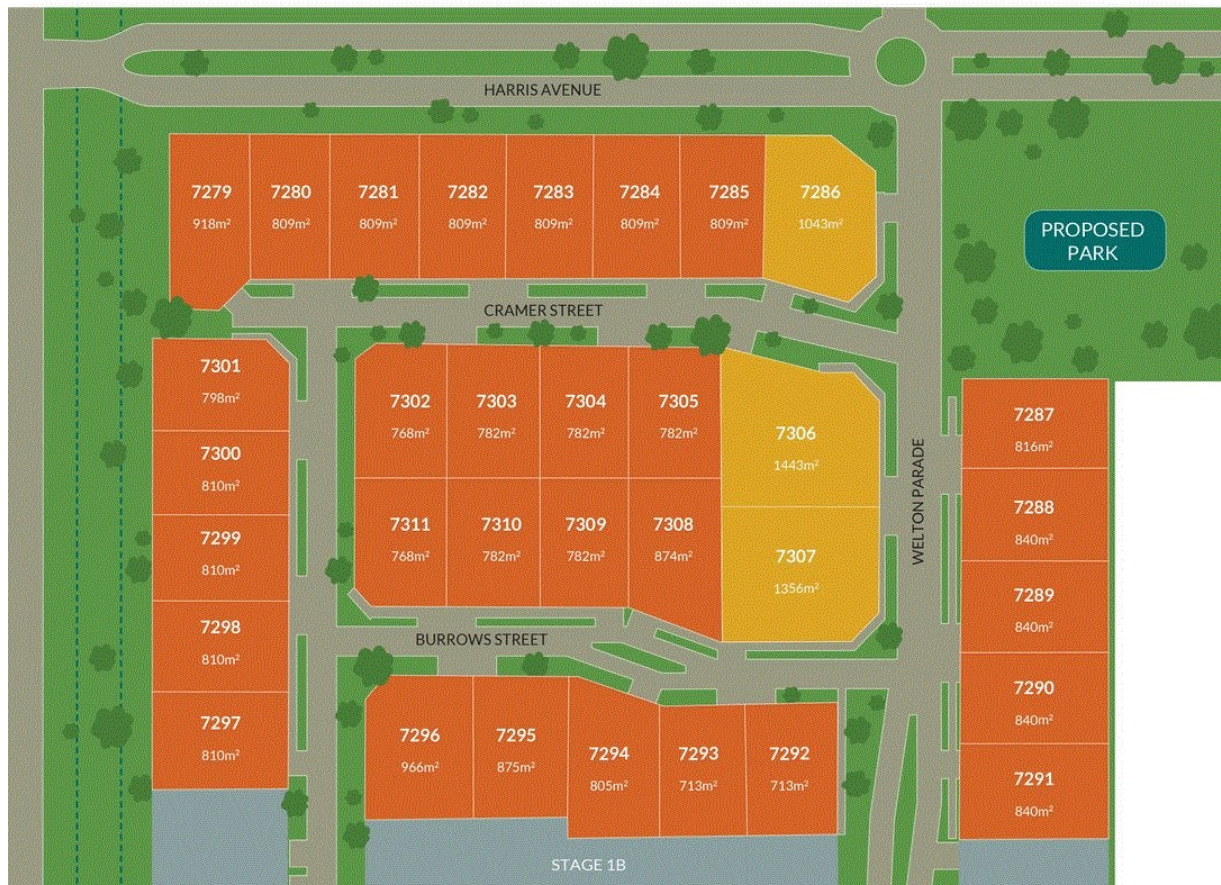 HARRIS AVENUE
7279
918m²
7280
809m²
7281
809m²
7282
809m²
7283
809m²
7284
809m²
7285
809m²
7286
1043m²
PROPOSED
PARK
CRAMER STREET
7301
798m²
7300
810m²
7299
810m²
7298
810m²
7297
810m²
7302
768m²
7303
782m²
7304
782m²
7305
782m²
7306
1443m²
7311
768m²
7310
782m²
7309
782m²
7308
874m²
7307
1356m²
WELTON PARADE
7287
816m²
7288
840m²
7289
840m²
7290
840m²
7291
840m²
BURROWS STREET
7296
966m²
7295
875m²
7294
805m²
7293
713m²
7292
713m²
STAGE 1B